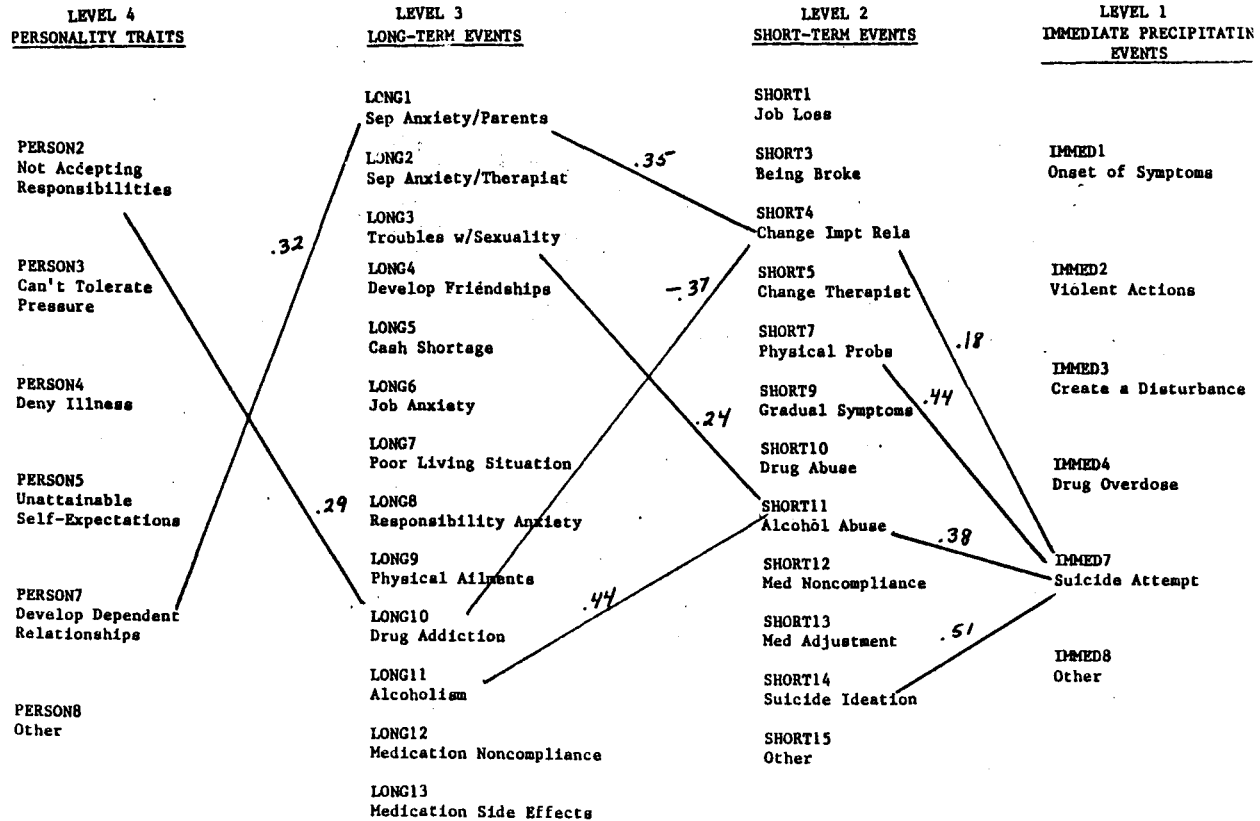 LEVEL 4
PERSONALITY TRAITS
PERSON2
Not Accepting
Responsibilities
PERSON3
Can't Tolerate
Pressure
PERSON4
Deny Illness
PERSON5
Unattainable
Self-Expectations
PERSON7
Develop Dependent
Relationships
PERSON8
Other
.32
.29
LEVEL 3
LONG-TERM EVENTS
LONG1
Sep Anxiety/Parents
LONG2
Sep Anxiety/Therapist
LONG3
Troubles w/Sexuality
LONG4
Develop Friendships
LONG5
Cash Shortage
LONG6
Job Anxiety
LONG7
Poor Living Situation
LONG8
Responsibility Anxiety
LONG9
Physical Ailments
LONG10
Drug Addiction
LONG11
Alcoholism
LONG12
Medication Noncompliance
LONG13
Medication Side Effects
.35
-.37
.24
.44
LEVEL 2
SHORT-TERM EVENTS
SHORT1
Job Loss
SHORT3
Being Broke
SHORT4
Change Impt Rela
SHORT5
Change Therapist
SHORT7
Physical Probs
SHORT9
Gradual Symptoms
SHORT10
Drug Abuse
SHORT11
Alcohol Abuse
SHORT12
Med Noncompliance
SHORT13
Med Adjustment
SHORT14
Suicide Ideation
SHORT15
Other
.18
.44
.38
.51
LEVEL 1
IMMEDIATE PRECIPITATIN
EVENTS
IMMED1
Onset of Symptoms
IMMED2
Violent Actions
IMMED3
Create a Disturbance
IMMED4
Drug Overdose
IMMED7
Suicide Attempt
IMMED8
Other